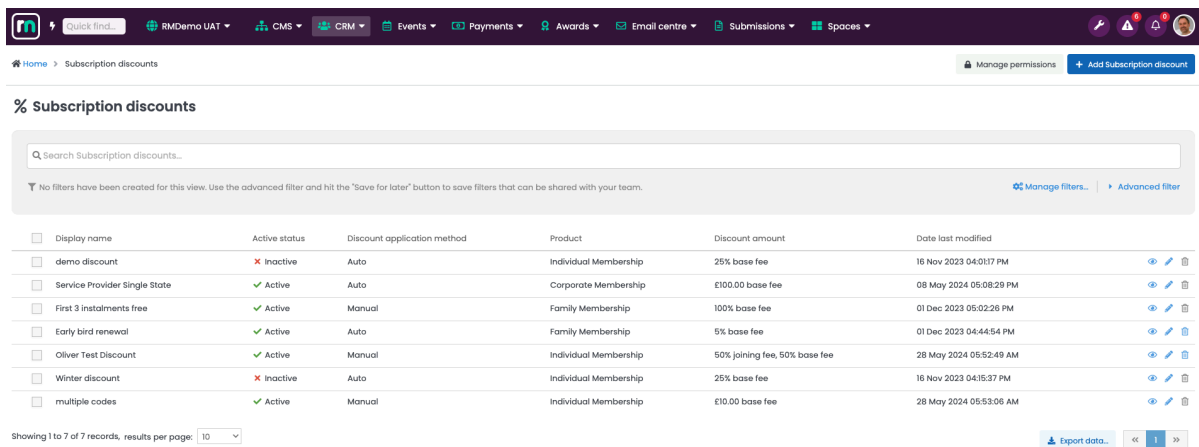 rm Quick find... RMDemo UAT CMS CRM Events Payments Awards Email centre Submissions Spaces 6 0
Home > Subscription discounts Manage permissions + Add Subscription discount
% Subscription discounts
Search Subscription discounts...
No filters have been created for this view. Use the advanced filter and hit the "Save for later" button to save filters that can be shared with your team. Manage filters... Advanced filter
Display name Active status Discount application method Product Discount amount Date last modified
demo discount Inactive Auto Individual Membership 25% base fee 16 Nov 2023 04:01:17 PM
Service Provider Single State Active Auto Corporate Membership £100.00 base fee 08 May 2024 05:08:29 PM
First 3 instalments free Active Manual Family Membership 100% base fee 01 Dec 2023 05:02:26 PM
Early bird renewal Active Auto Family Membership 5% base fee 01 Dec 2023 04:44:54 PM
Oliver Test Discount Active Manual Individual Membership 50% joining fee, 50% base fee 28 May 2024 05:52:49 AM
Winter discount Inactive Auto Individual Membership 25% base fee 16 Nov 2023 04:15:37 PM
multiple codes Active Manual Individual Membership £10.00 base fee 28 May 2024 05:53:06 AM
Showing 1 to 7 of 7 records, results per page: 10 Export data... « 1 »